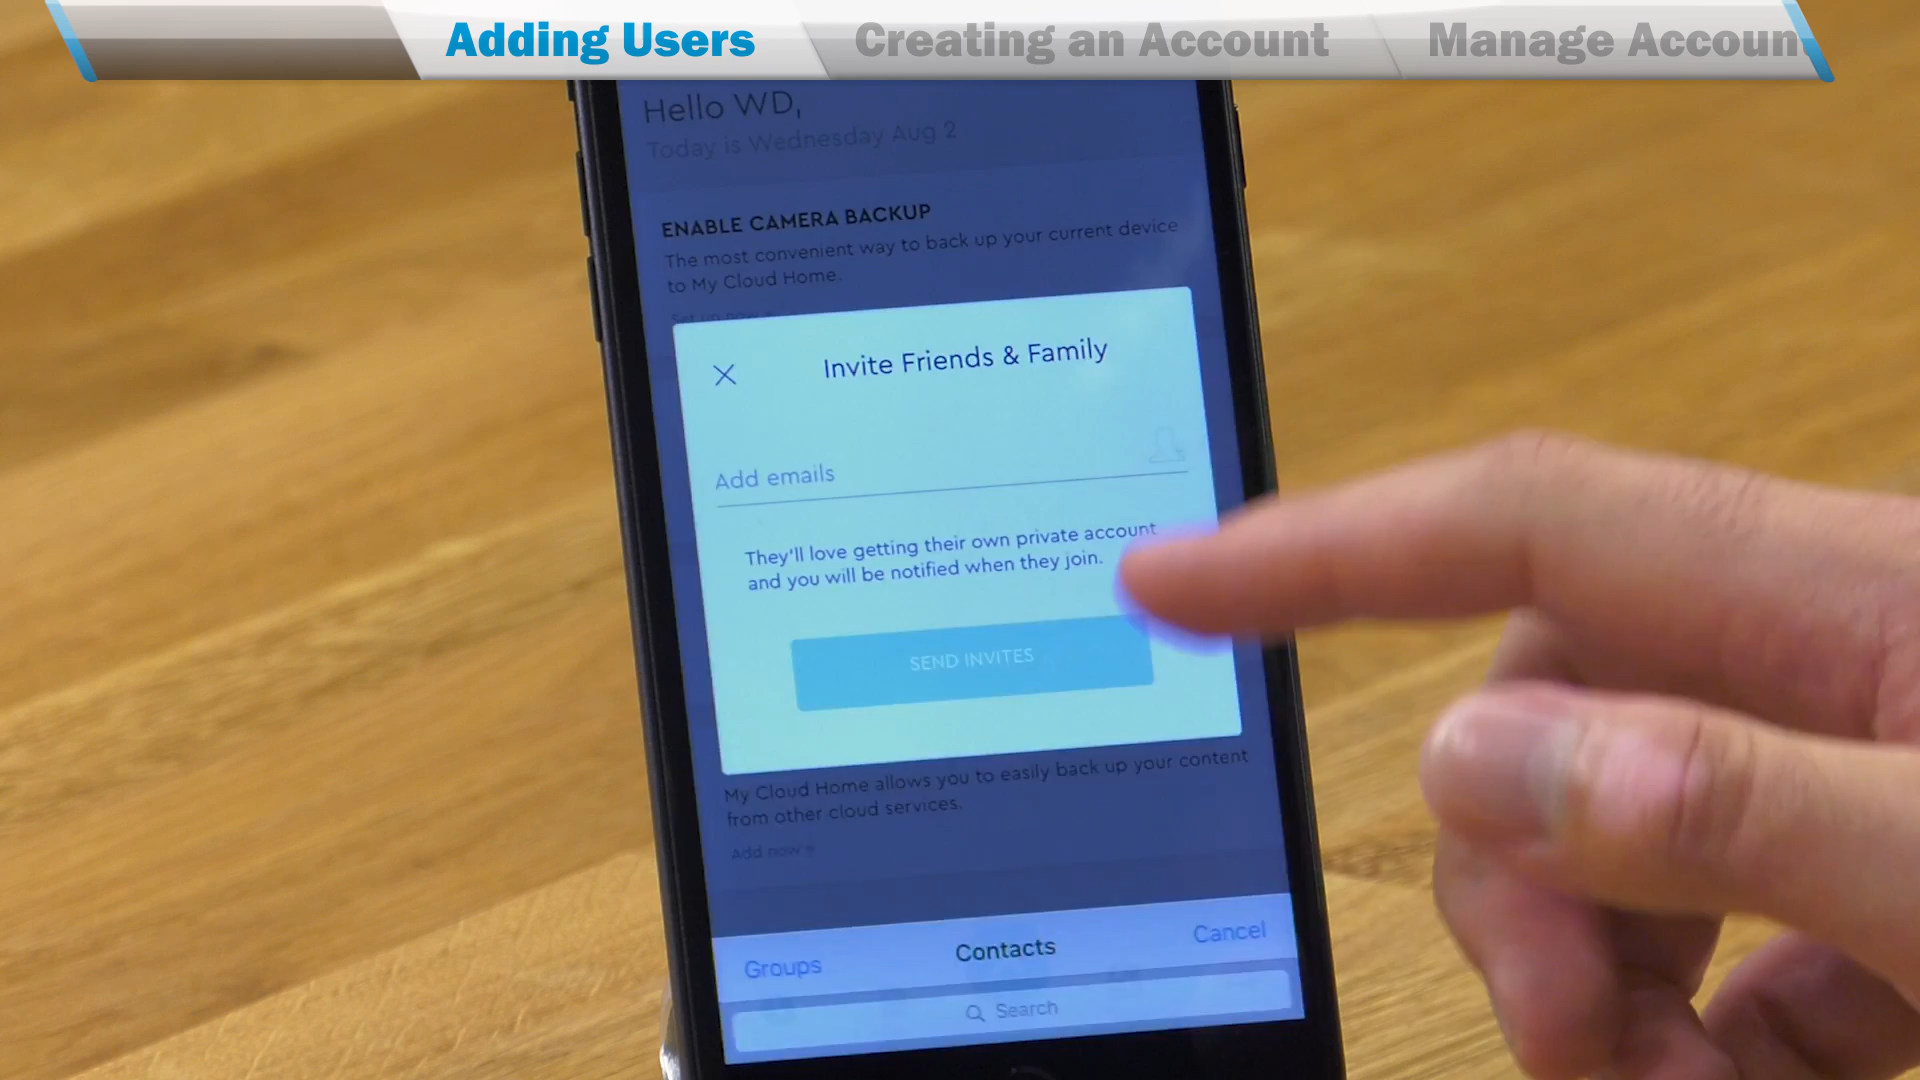 Adding Users
Creating an Account
Manage Accoun
Hello WD,
Today is Wednesday Aug 2
ENABLE CAMERA BACKUP
The most convenient way to back up your current device
to My Cloud Home.
Set up now »
Invite Friends & Family
Add emails
They'll love getting their own private account
and you will be notified when they join.
SEND INVITES
My Cloud Home allows you to easily back up your content
from other cloud services.
Add now »
Groups
Contacts
Cancel
Search